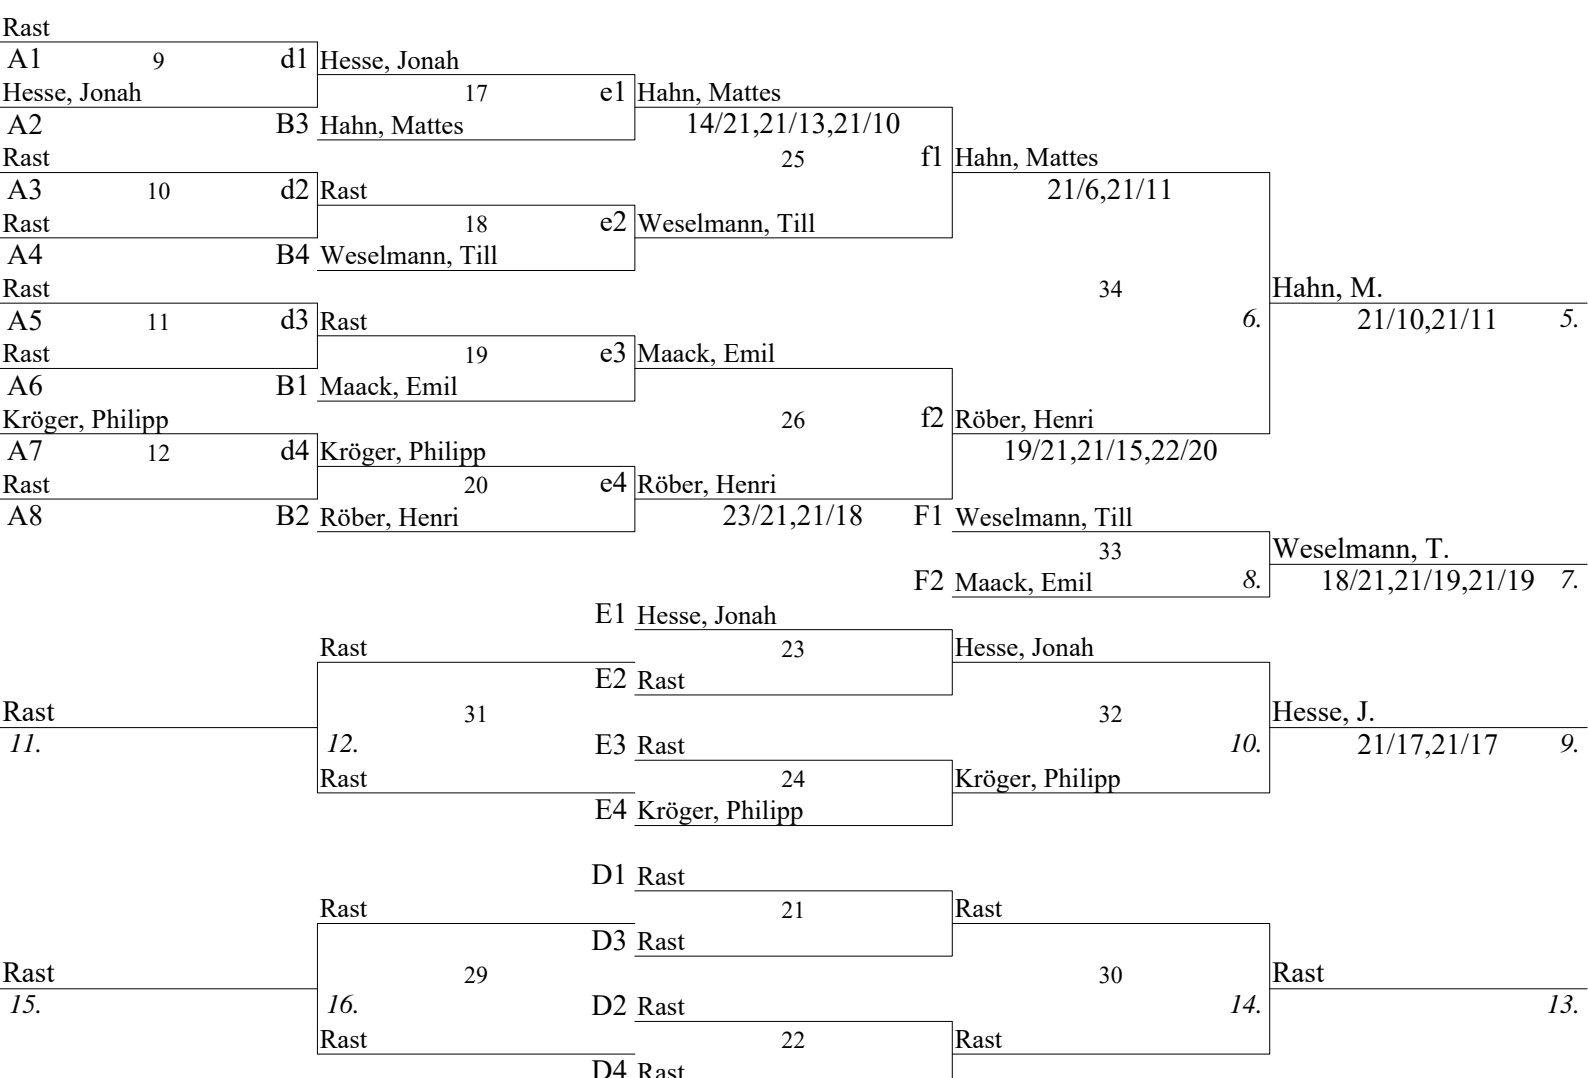 Rast
A1 9 d1 Hesse, Jonah
Hesse, Jonah 17 e1 Hahn, Mattes
A2 B3 Hahn, Mattes 14/21,21/13,21/10
Rast 25 f1 Hahn, Mattes
A3 10 d2 Rast 21/6,21/11
Rast 18 e2 Weselmann, Till
A4 B4 Weselmann, Till
Rast 34 Hahn, M.
A5 11 d3 Rast 6. 21/10,21/11 5.
Rast 19 e3 Maack, Emil
A6 B1 Maack, Emil
Kröger, Philipp 26 f2 Röber, Henri
A7 12 d4 Kröger, Philipp 19/21,21/15,22/20
Rast 20 e4 Röber, Henri
A8 B2 Röber, Henri 23/21,21/18 F1 Weselmann, Till
33 Weselmann, T.
F2 Maack, Emil 8. 18/21,21/19,21/19 7.
E1 Hesse, Jonah
Rast 23 Hesse, Jonah
E2 Rast
Rast 31 32 Hesse, J.
11. 12. E3 Rast 10. 21/17,21/17 9.
Rast 24 Kröger, Philipp
E4 Kröger, Philipp
D1 Rast
Rast 21 Rast
D3 Rast
Rast 29 30 Rast
15. 16. D2 Rast 14. 13.
Rast 22 Rast
D4 Rast